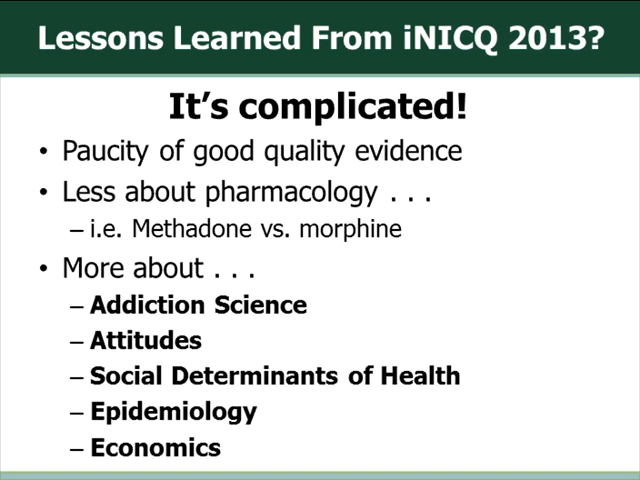 Lessons Learned From iNICQ 2013?
It's complicated!
• Paucity of good quality evidence
• Less about pharmacology . . .
– i.e. Methadone vs. morphine
• More about . . .
– Addiction Science
– Attitudes
– Social Determinants of Health
– Epidemiology
– Economics